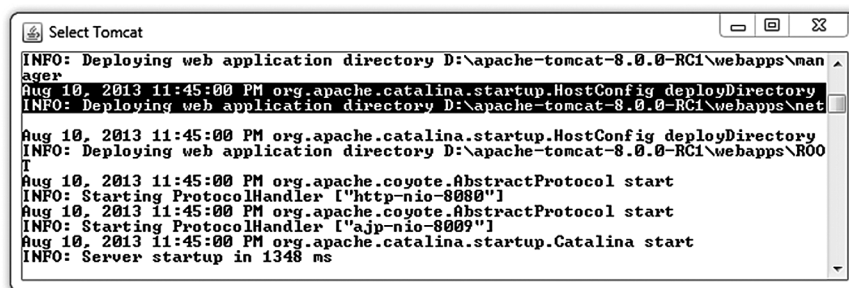 Select Tomcat
INFO: Deploying web application directory D:\apache-tomcat-8.0.0-RC1\webapps\man
ager
Aug 10, 2013 11:45:00 PM org.apache.catalina.startup.HostConfig deployDirectory
INFO: Deploying web application directory D:\apache-tomcat-8.0.0-RC1\webapps\net
Aug 10, 2013 11:45:00 PM org.apache.catalina.startup.HostConfig deployDirectory
INFO: Deploying web application directory D:\apache-tomcat-8.0.0-RC1\webapps\ROO
T
Aug 10, 2013 11:45:00 PM org.apache.coyote.AbstractProtocol start
INFO: Starting ProtocolHandler ["http-nio-8080"]
Aug 10, 2013 11:45:00 PM org.apache.coyote.AbstractProtocol start
INFO: Starting ProtocolHandler ["ajp-nio-8009"]
Aug 10, 2013 11:45:00 PM org.apache.catalina.startup.Catalina start
INFO: Server startup in 1348 ms